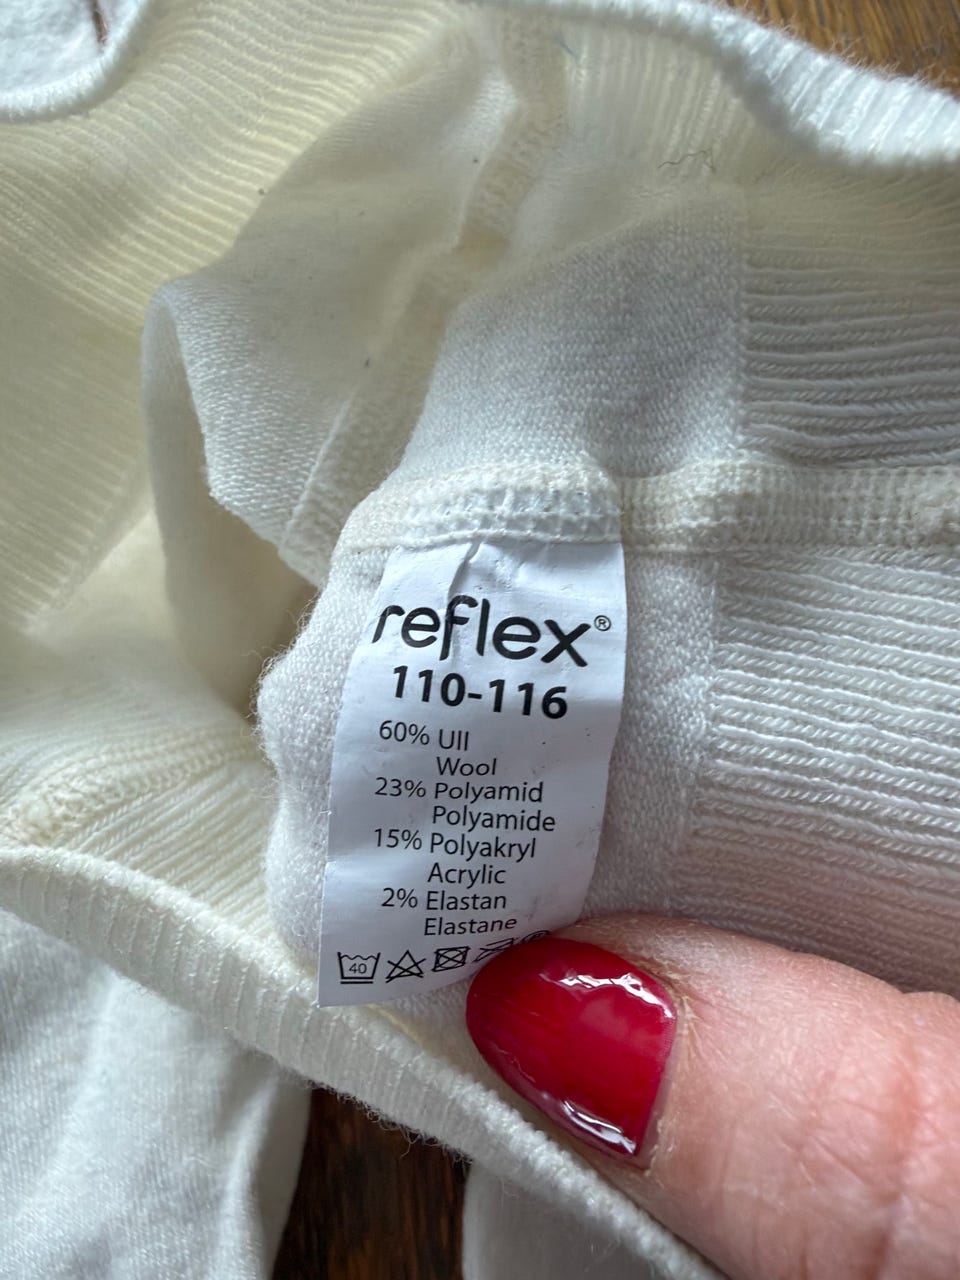 reflex®
110-116
60% Ull
Wool
23% Polyamid
Polyamide
15% Polyakryl
Acrylic
2% Elastan
Elastane
40